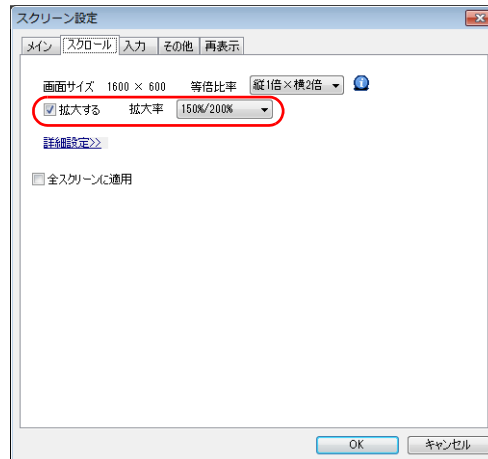 スクリーン設定
メイン スクロール 入力 その他 再表示
画面サイズ 1600 × 600 等倍比率 縦1倍×横2倍
拡大する 拡大率 150%/200%
詳細設定>>
全スクリーンに適用
OK キャンセル